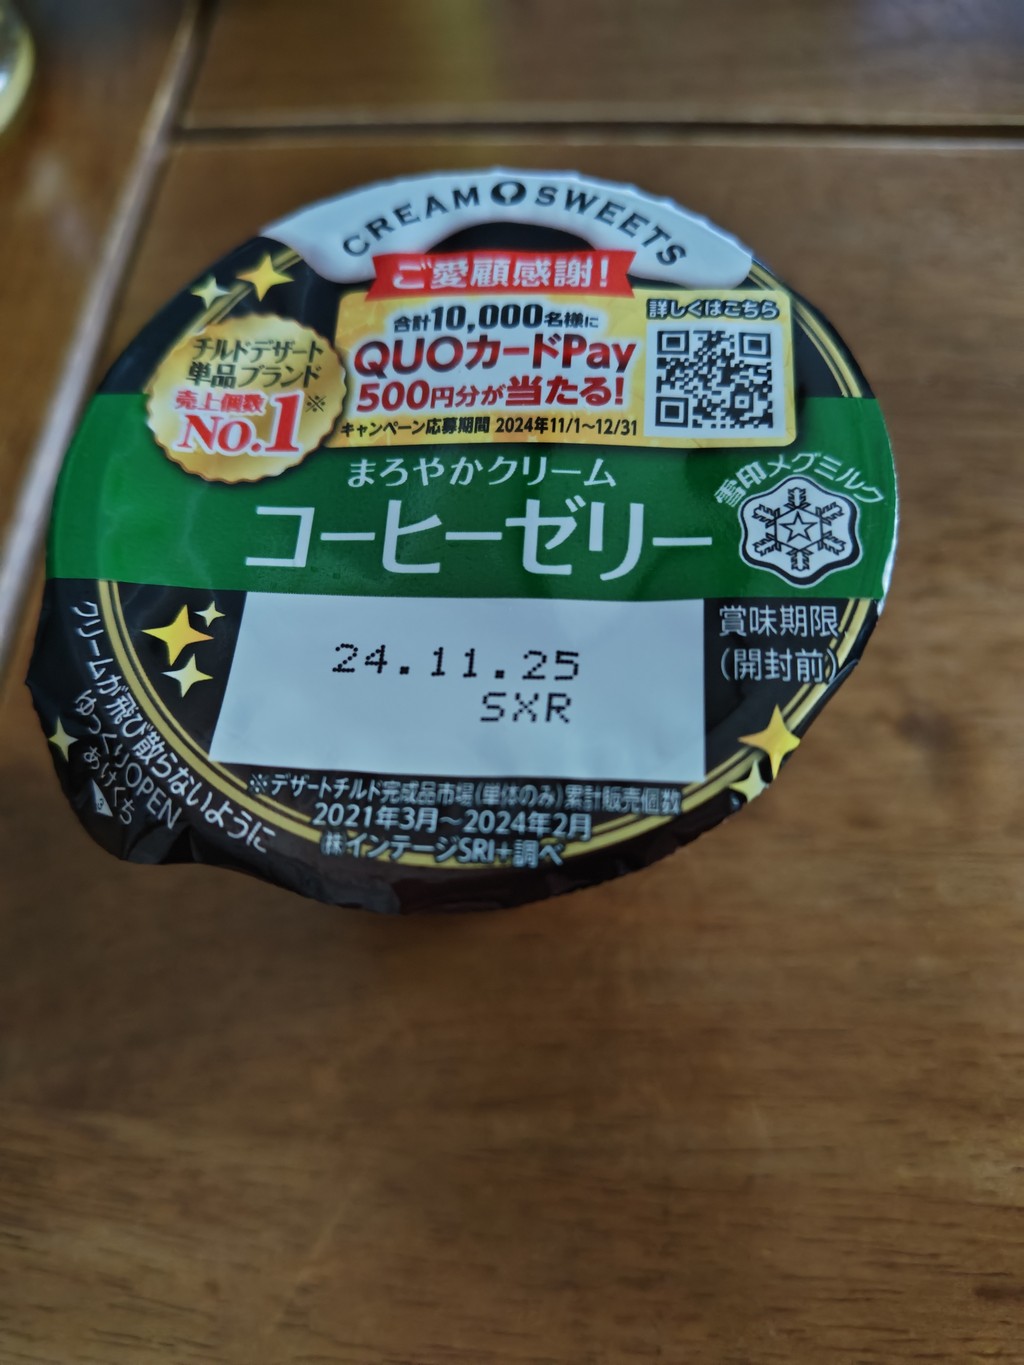 CREAM SWEETS
ご愛顧感謝!
合計10,000名様に
QUOカードPay
500円分が当たる!
キャンペーン応募期間 2024年11/1~12/31
詳しくはこちら
チルドデザート
単品ブランド
売上個数※
No.1
まろやかクリーム
コーヒーゼリー
雪印メグミルク
賞味期限
(開封前)
24.11.25
SXR
クリームが飛び散らないように
ゆっくりOPEN
あけくち
※デザートチルド完成品市場(単体のみ)累計販売個数
2021年3月~2024年2月
(株)インテージSRI+調べ